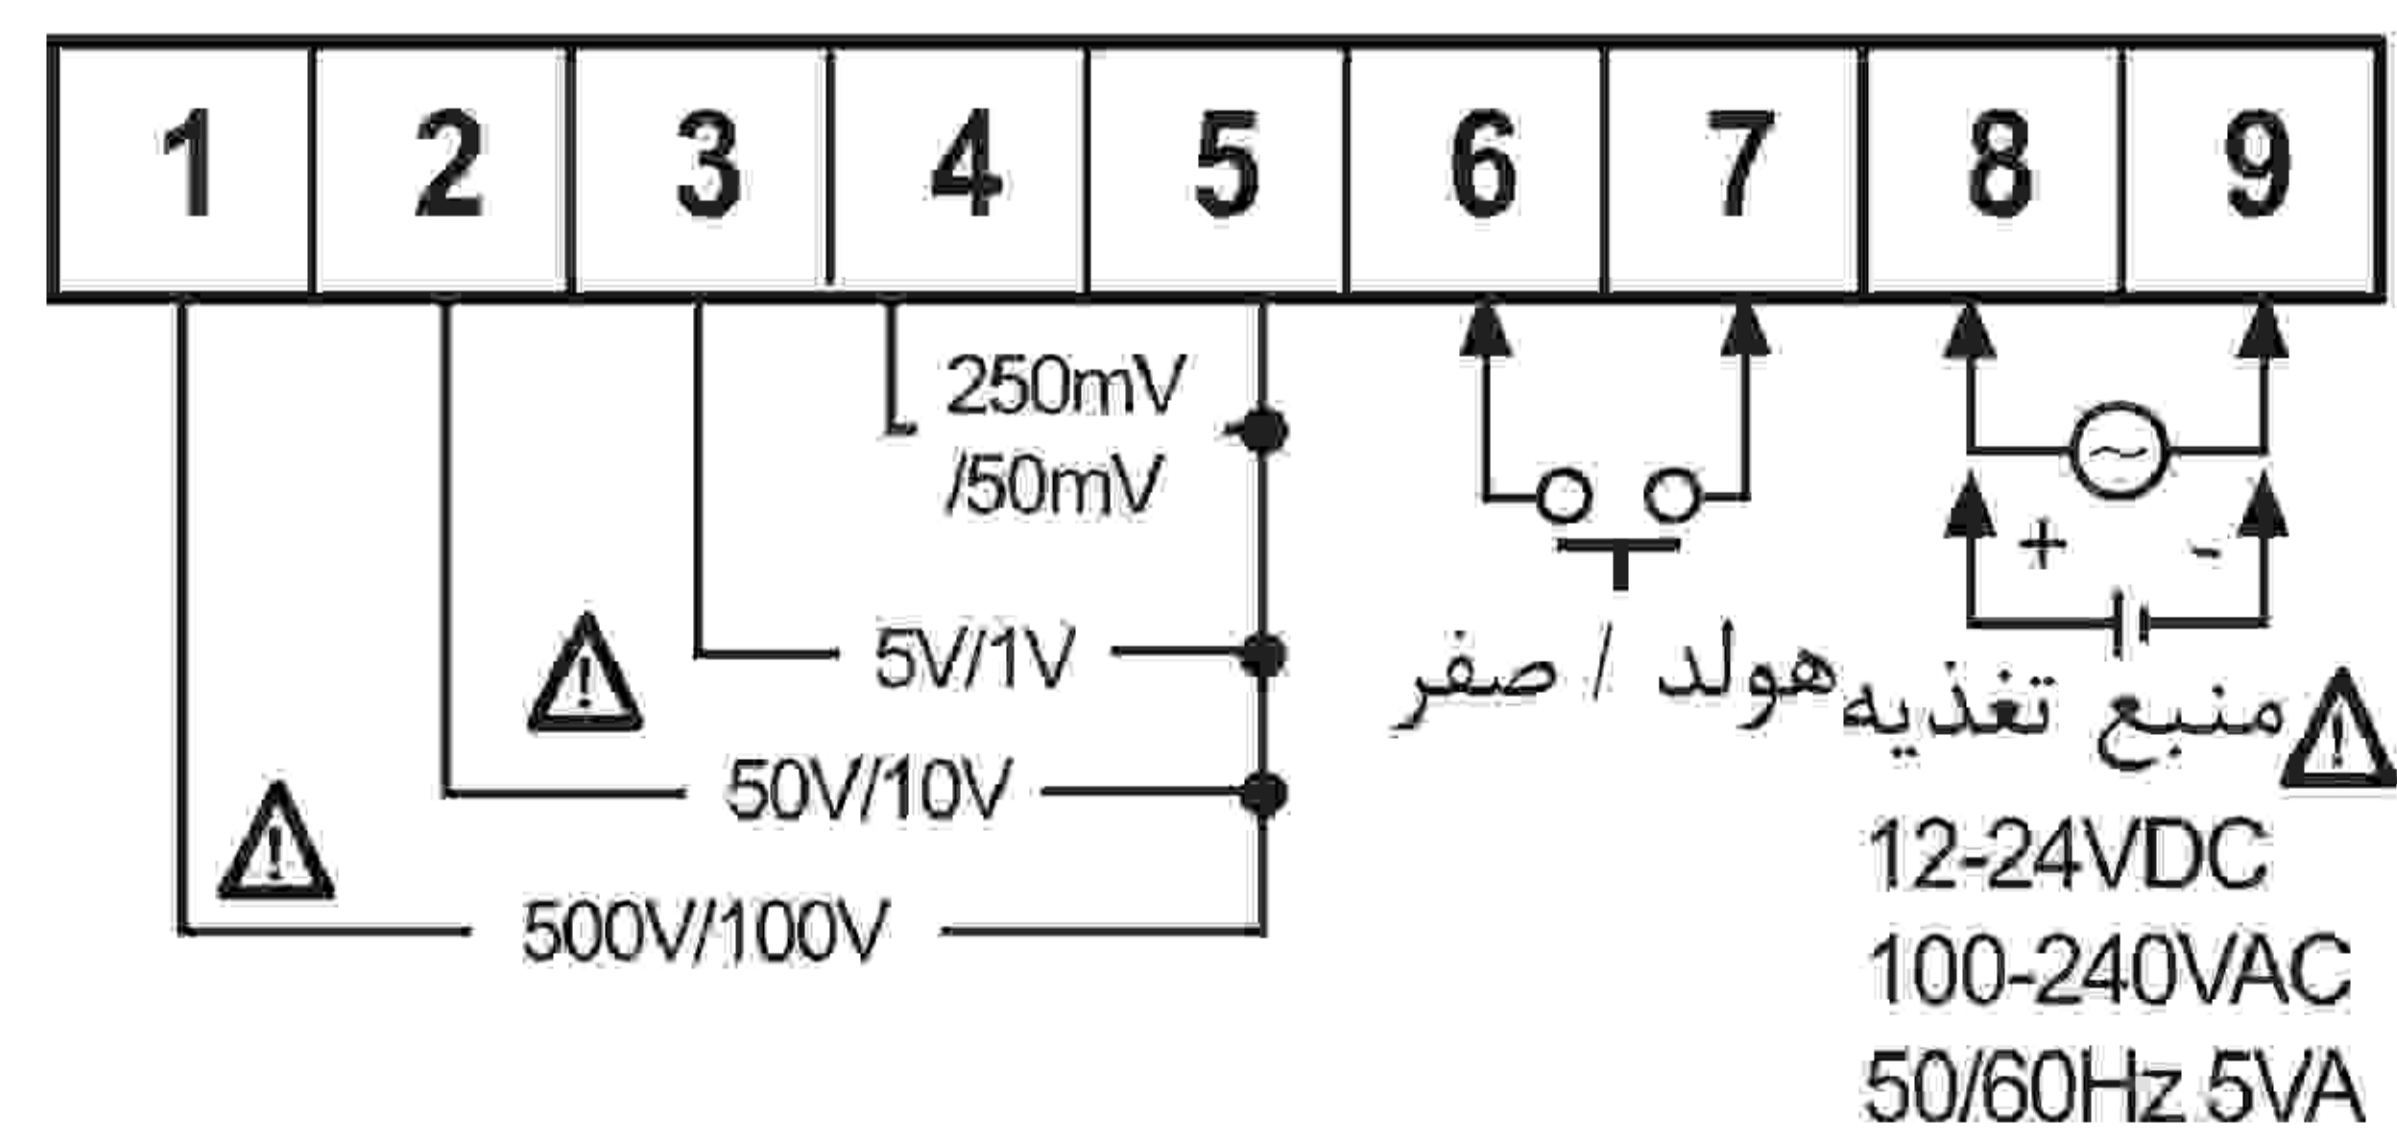 1 2 3 4 5 6 7 8 9
250mV
/50mV
5V/1V
50V/10V
500V/100V
هولد / صفر
منبع تغذیه
12-24VDC
100-240VAC
50/60Hz 5VA